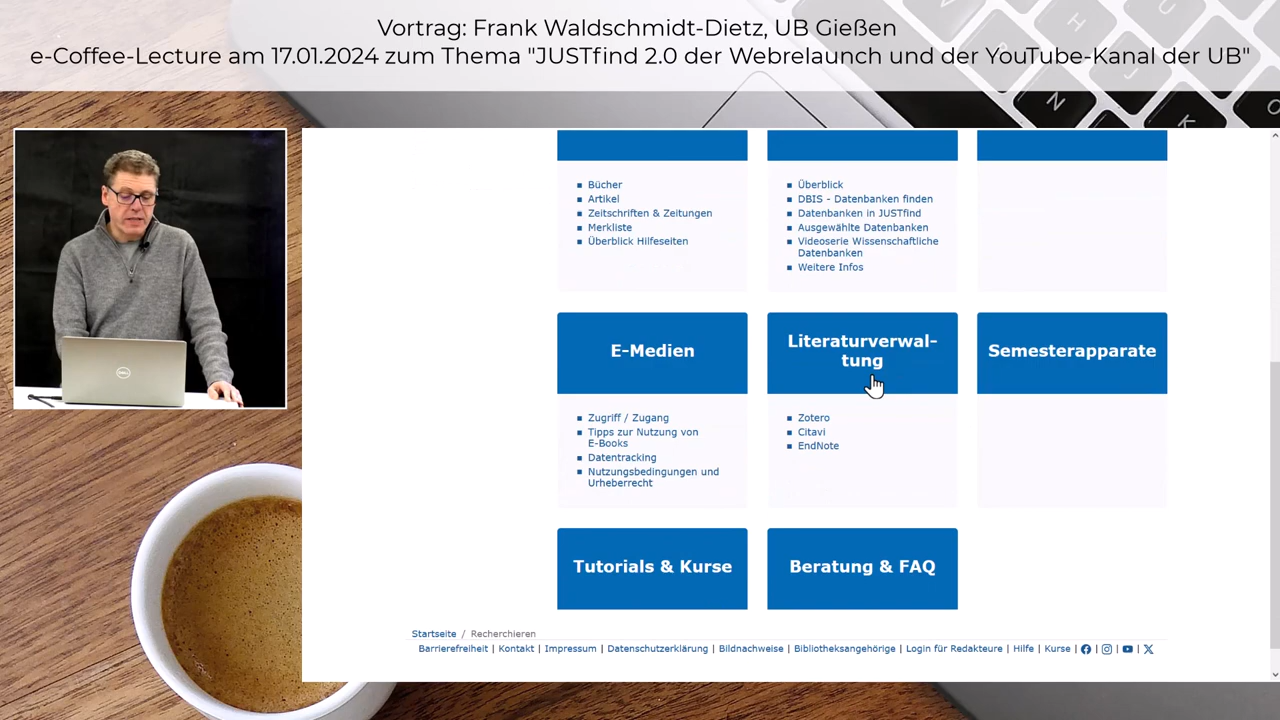 Vortrag: Frank Waldschmidt-Dietz, UB Gießen
e-Coffee-Lecture am 17.01.2024 zum Thema "JUSTfind 2.0 der Webrelaunch und der YouTube-Kanal der UB"
Bücher
Artikel
Zeitschriften & Zeitungen
Merkliste
Überblick Hilfeseiten
Überblick
DBIS - Datenbanken finden
Datenbanken in JUSTfind
Ausgewählte Datenbanken
Videoserie Wissenschaftliche
Datenbanken
Weitere Infos
E-Medien
Zugriff / Zugang
Tipps zur Nutzung von
E-Books
Datentracking
Nutzungsbedingungen und
Urheberrecht
Literaturverwal-
tung
Zotero
Citavi
EndNote
Semesterapparate
Tutorials & Kurse
Beratung & FAQ
Startseite / Recherchieren
Barrierefreiheit | Kontakt | Impressum | Datenschutzerklärung | Bildnachweise | Bibliotheksangehörige | Login für Redakteure | Hilfe | Kurse | | | |
DELL
H
U
J
N
K
O